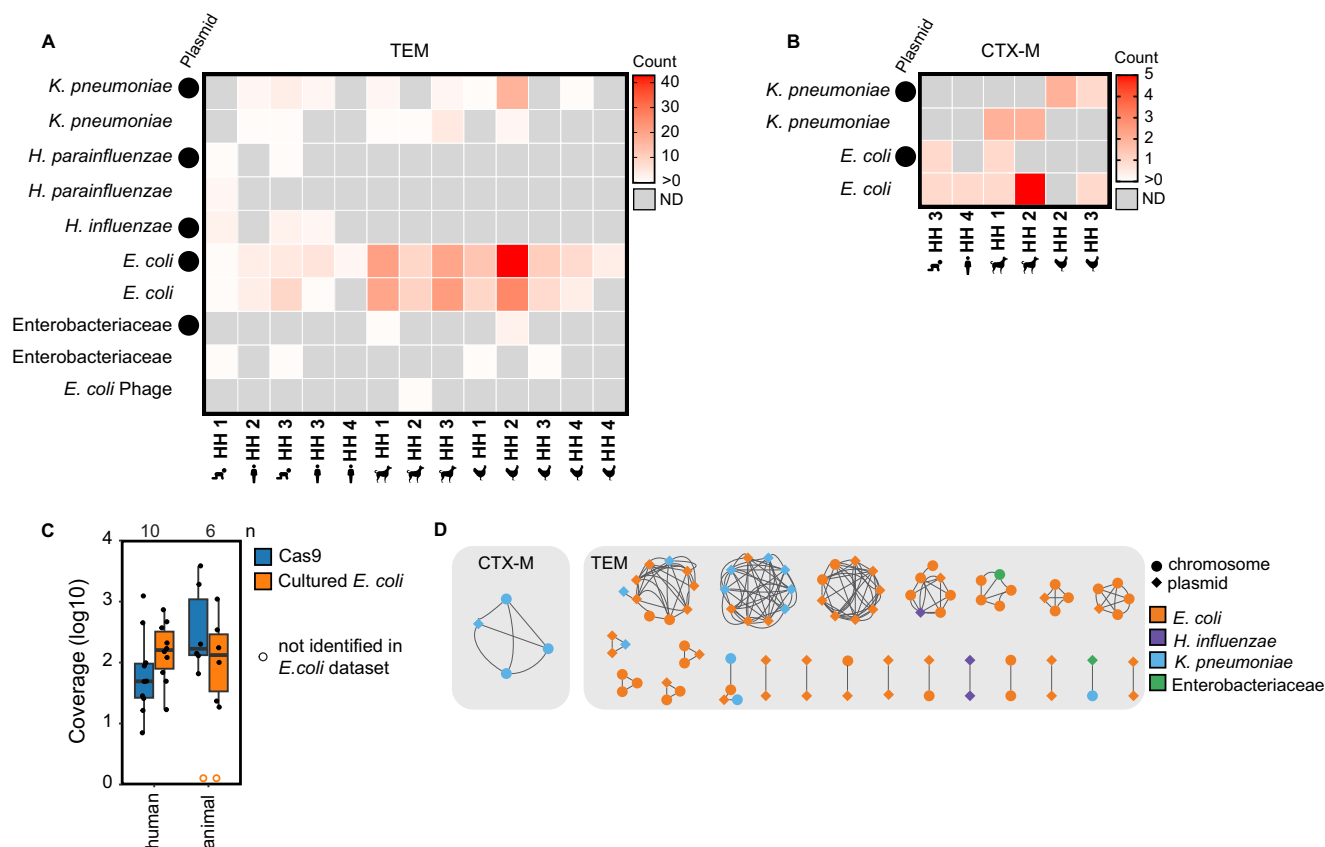 A
Plasmid
TEM
K. pneumoniae
K. pneumoniae
H. parainfluenzae
H. parainfluenzae
H. influenzae
E. coli
E. coli
Enterobacteriaceae
Enterobacteriaceae
E. coli Phage
Count
40
30
20
10
>0
ND
HH 1
HH 2
HH 3
HH 3
HH 4
HH 1
HH 2
HH 3
HH 1
HH 2
HH 3
HH 4
HH 4
B
Plasmid
CTX-M
K. pneumoniae
K. pneumoniae
E. coli
E. coli
Count
5
4
3
2
1
>0
ND
HH 3
HH 4
HH 1
HH 2
HH 2
HH 3
C
10 6 n
Coverage (log10)
4
3
2
1
0
human
animal
Cas9
Cultured E. coli
not identified in
E.coli dataset
D
CTX-M
TEM
chromosome
plasmid
E. coli
H. influenzae
K. pneumoniae
Enterobacteriaceae